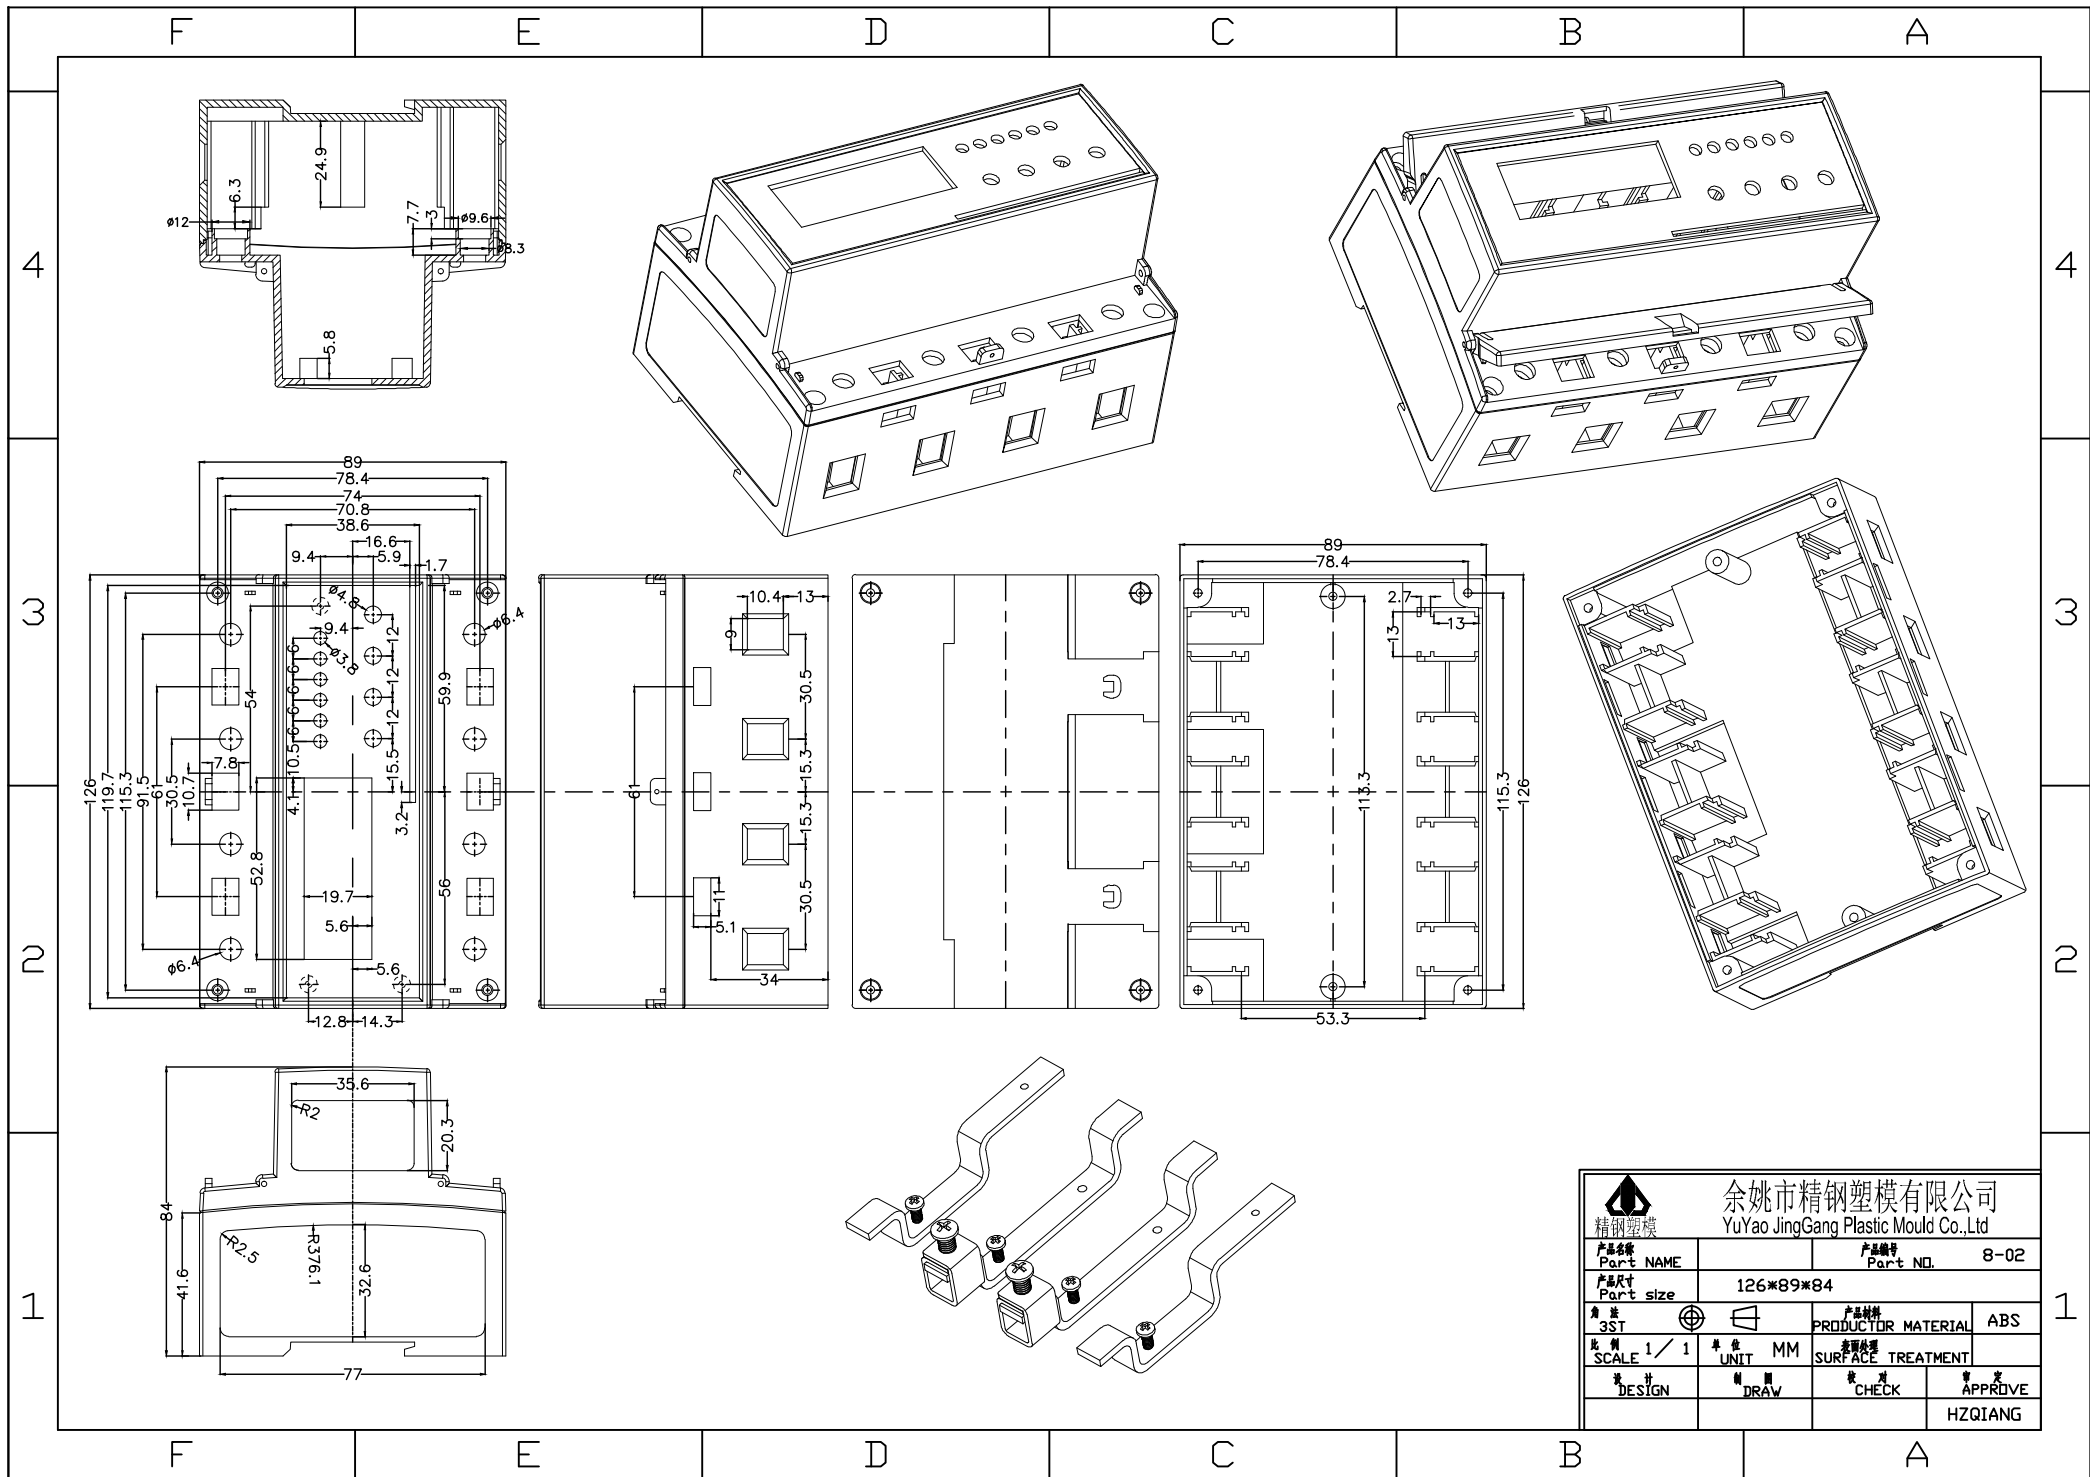 F E D C B A
4 4
24.9
6.3
ø12
7.7
3
ø9.6
ø8.3
5.8
3 3
89
78.4
74
70.8
38.6
16.6
9.4 5.9
1.7
ø4.8
ø6.4
9.4
ø3.8
12
12
12
15.5
6
6
6
6
6
10.5
54
59.9
126
119.7
115.3
91.5
61
30.5
10.7
7.8
4.1
3.2
52.8
19.7
5.6
56
ø6.4
5.6
12.8 14.3
10.4 13
9
30.5
15.3
61
15.3
30.5
11
5.1
34
89
78.4
2.7
13
13
113.3
115.3
126
53.3
2 2
35.6
R2
20.3
84
41.6
R2.5
R376.1
32.6
77
1 1
精钢塑模
余姚市精钢塑模有限公司
YuYao JingGang Plastic Mould Co.,Ltd
产品名称
Part NAME
产品编号
Part NO. 8-02
产品尺寸
Part size 126*89*84
角 法
3ST
产品材料
PRODUCTOR MATERIAL ABS
比 例
SCALE 1/1
单 位
UNIT MM
表面处理
SURFACE TREATMENT
设 计
DESIGN
制 图
DRAW
校 对
CHECK
审 定
APPROVE
HZQIANG
F E D C B A